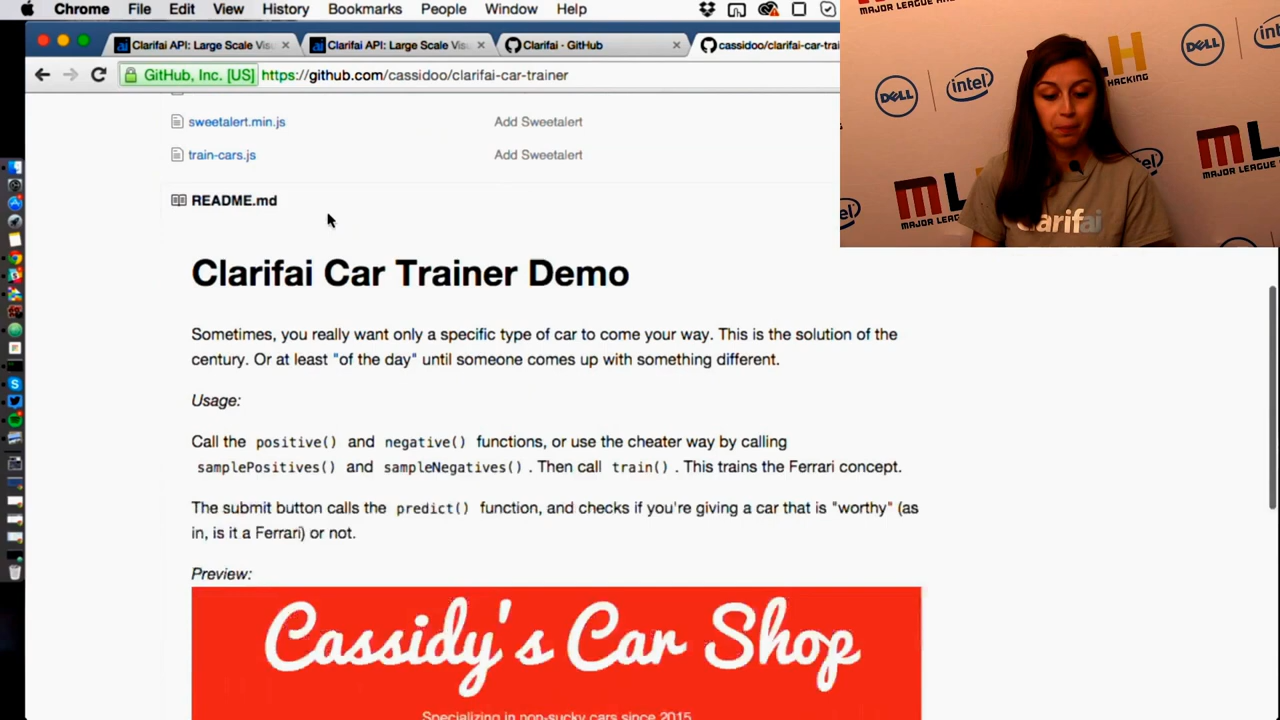 Chrome File Edit View History Bookmarks People Window Help
Clarifai API: Large Scale Vis Clarifai API: Large Scale Vis Clarifai - GitHub cassidoo/clarifai-car-trai
GitHub, Inc. [US] https://github.com/cassidoo/clarifai-car-trainer
sweetalert.min.js Add Sweetalert
train-cars.js Add Sweetalert
README.md
Clarifai Car Trainer Demo
Sometimes, you really want only a specific type of car to come your way. This is the solution of the
century. Or at least "of the day" until someone comes up with something different.
Usage:
Call the positive() and negative() functions, or use the cheater way by calling
samplePositives() and sampleNegatives() . Then call train() . This trains the Ferrari concept.
The submit button calls the predict() function, and checks if you're giving a car that is "worthy" (as
in, is it a Ferrari) or not.
Preview:
Cassidy's Car Shop
Specializing in non-sucky cars since 2015
MAJOR LEAGUE HACKING
DELL
intel
H
HACKING
DELL
inte
ML
MAJOR LEAGUE
ML
MAJOR LEAGUE
clarifai